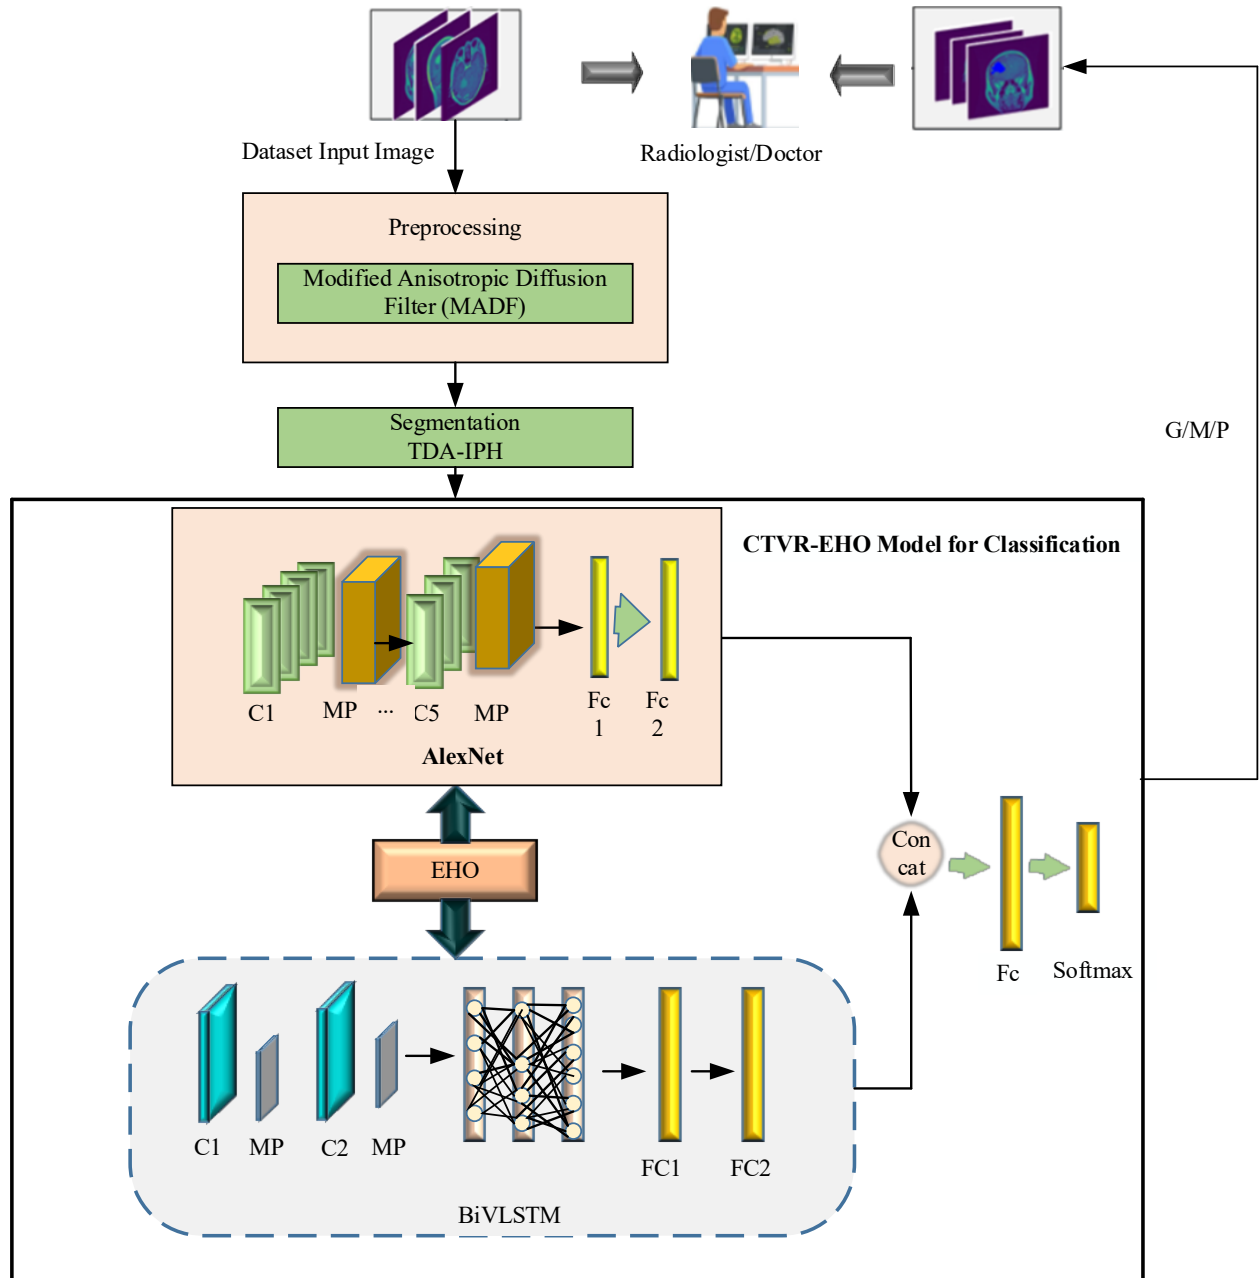 Dataset Input Image
Radiologist/Doctor
Preprocessing
Modified Anisotropic Diffusion
Filter (MADF)
Segmentation
TDA-IPH
G/M/P
CTVR-EHO Model for Classification
C1
MP
...
C5
MP
Fc
1
Fc
2
AlexNet
EHO
Con
cat
Fc
Softmax
C1
MP
C2
MP
FC1
FC2
BiVLSTM